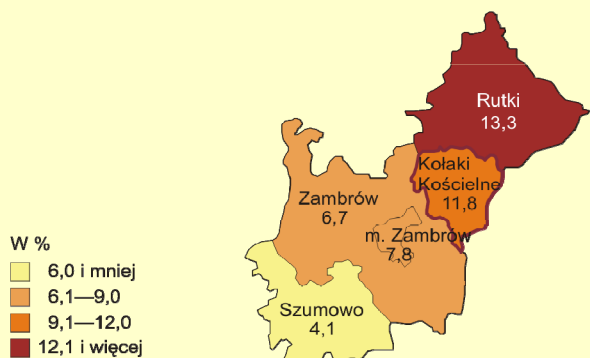 Rutki
13,3
Kołaki
Kościelne
11,8
Zambrów
6,7
m. Zambrów
7,8
Szumowo
4,1
W %
6,0 i mniej
6,1—9,0
9,1—12,0
12,1 i więcej